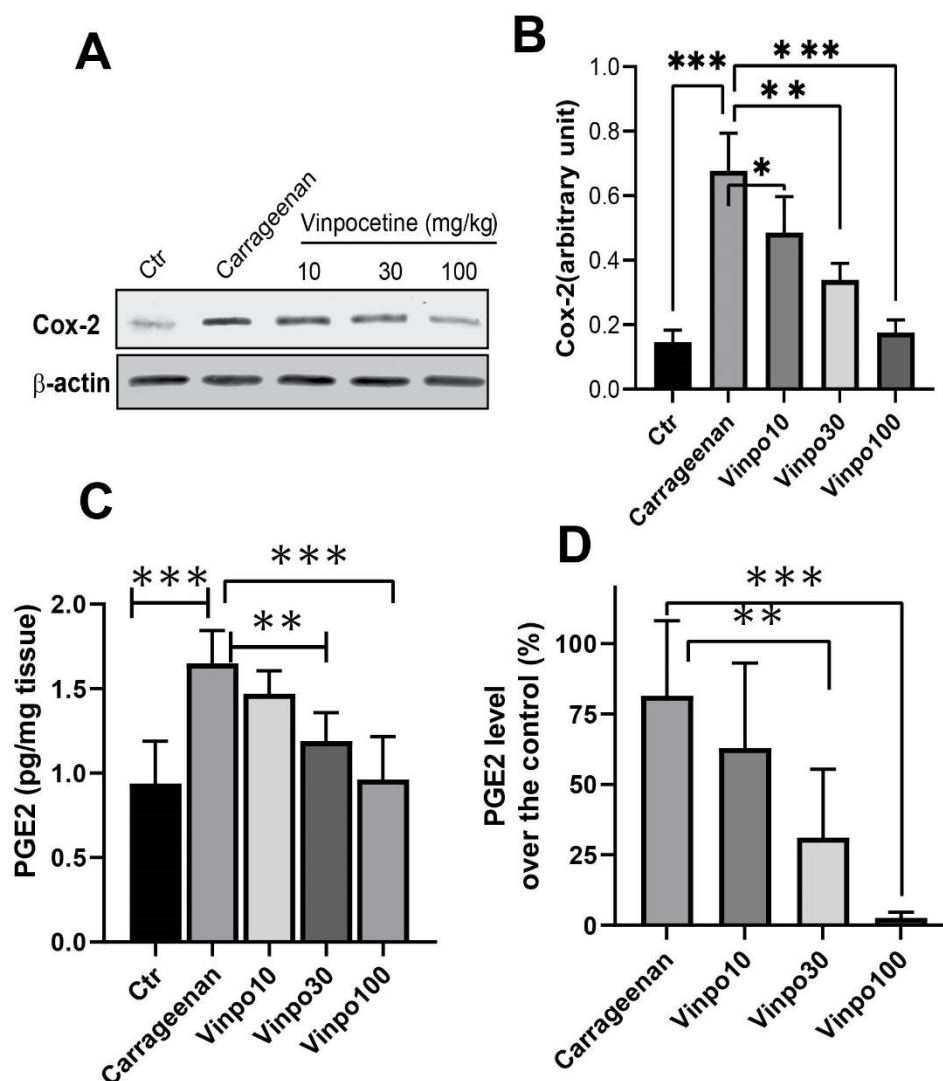 A
Ctr
Carrageenan
Vinpocetine (mg/kg)
10 30 100
Cox-2
β-actin
B
Cox-2(arbitrary unit)
1.0
0.8
0.6
0.4
0.2
0.0
***
***
**
*
Ctr
Carrageenan
Vinpo10
Vinpo30
Vinpo100
C
PGE2 (pg/mg tissue)
2.0
1.5
1.0
0.5
0.0
***
***
**
Ctr
Carrageenan
Vinpo10
Vinpo30
Vinpo100
D
PGE2 level
over the control (%)
100
75
50
25
0
***
**
Carrageenan
Vinpo10
Vinpo30
Vinpo100